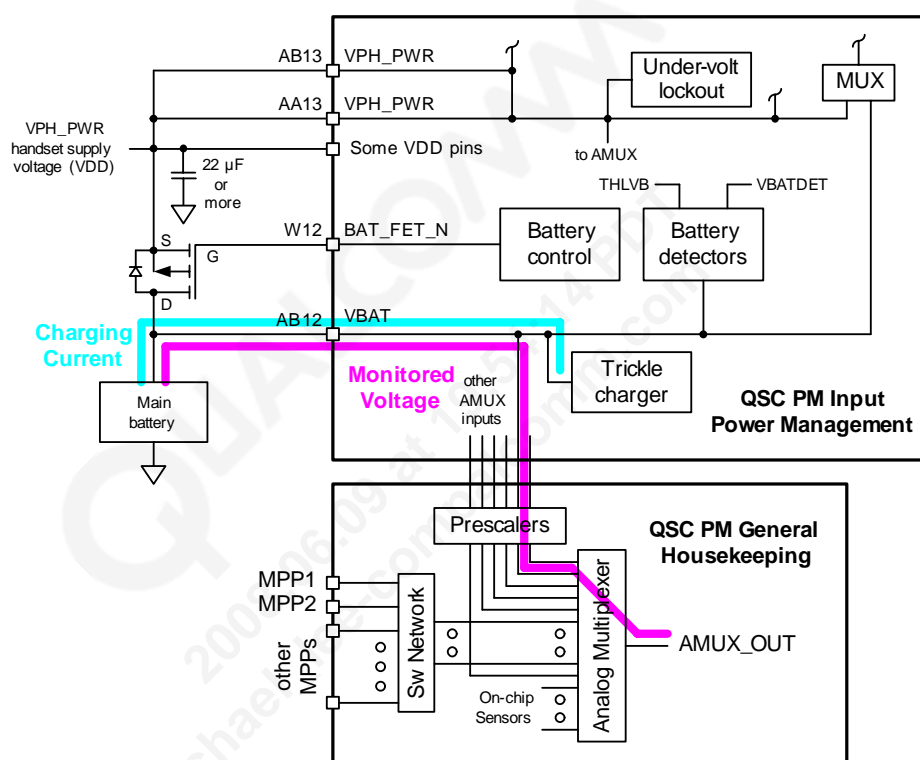 AB13
VPH_PWR
AA13
VPH_PWR
Under-volt
lockout
MUX
VPH_PWR
handset supply
voltage (VDD)
Some VDD pins
22 µF
or
more
to AMUX
THLVB
VBATDET
W12
BAT_FET_N
Battery
control
Battery
detectors
S
G
D
AB12
VBAT
Charging
Current
Monitored
Voltage
other
AMUX
inputs
Trickle
charger
Main
battery
QSC PM Input
Power Management
Prescalers
QSC PM General
Housekeeping
MPP1
MPP2
other
MPPs
Sw Network
Analog Multiplexer
AMUX_OUT
On-chip
Sensors
QUALCOMM